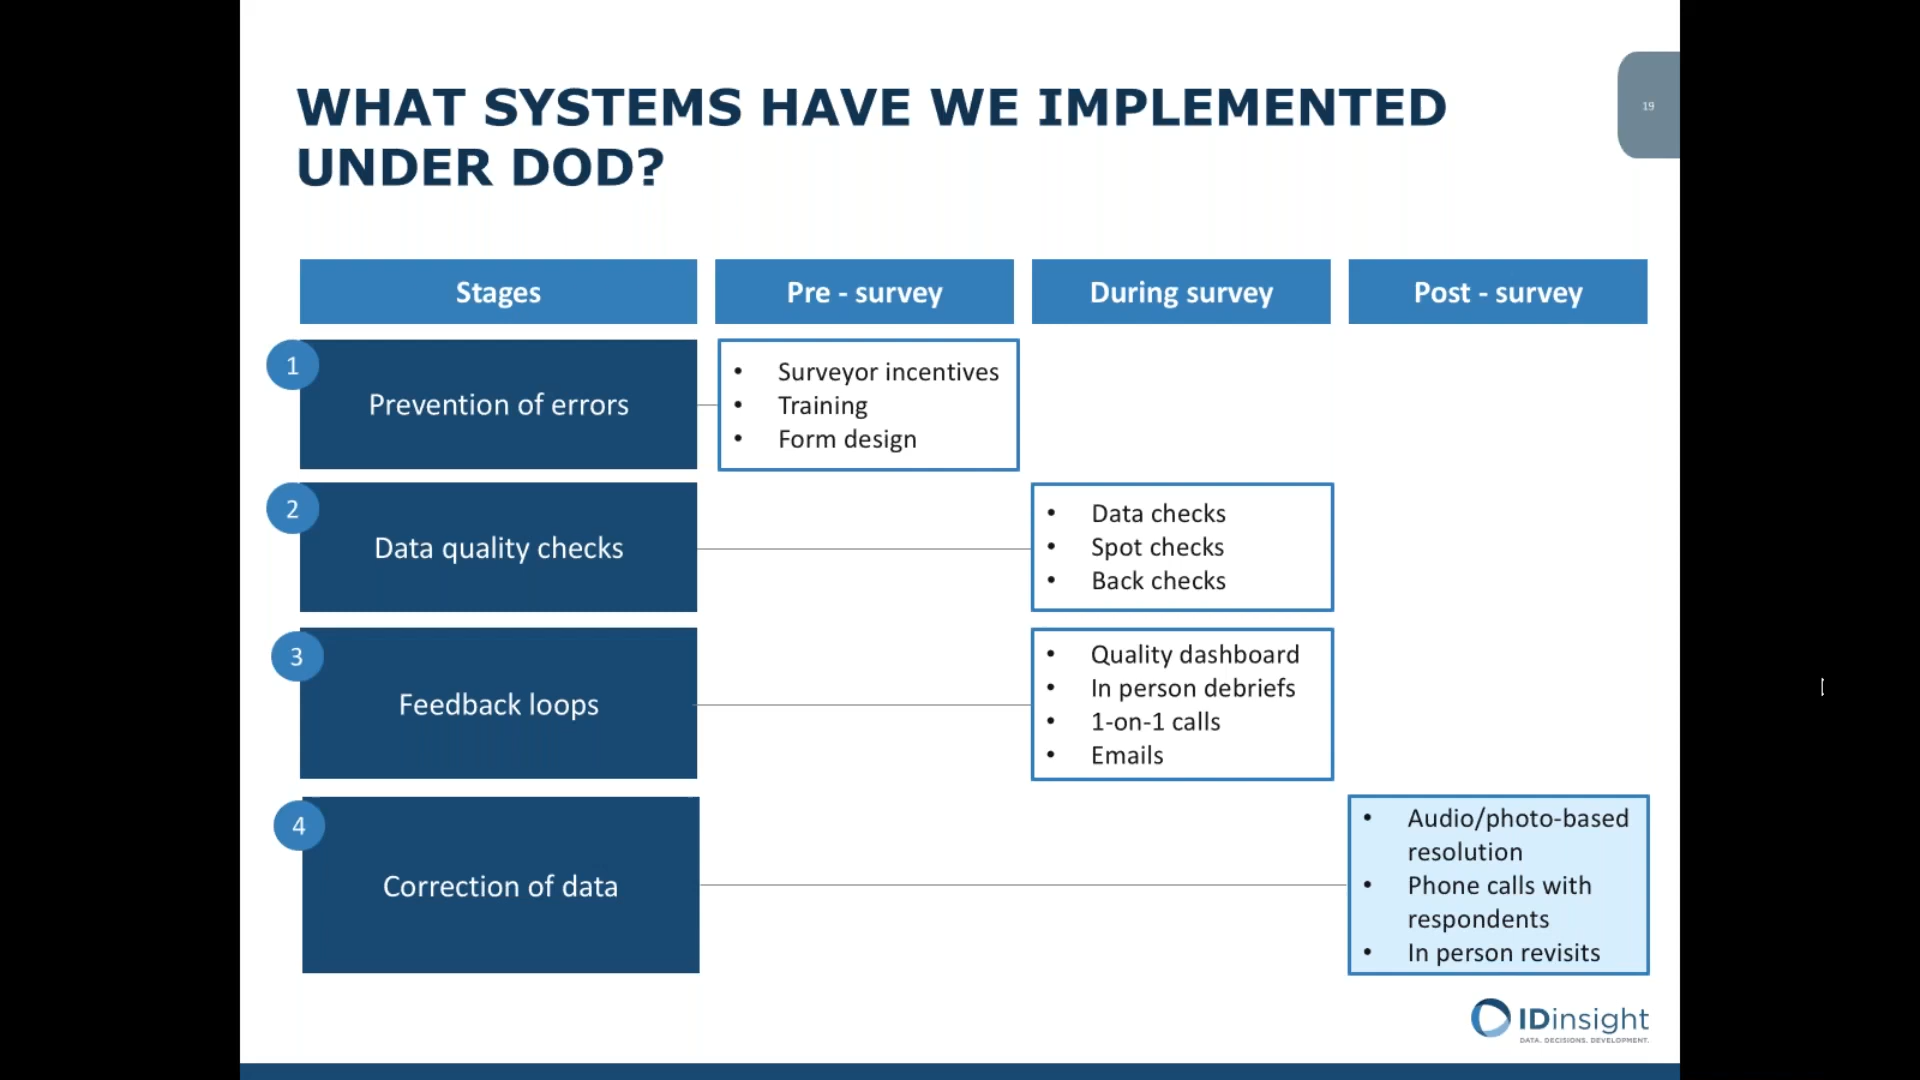 WHAT SYSTEMS HAVE WE IMPLEMENTED
UNDER DOD?
19
Stages
Pre - survey
During survey
Post - survey
1
Prevention of errors
• Surveyor incentives
• Training
• Form design
2
Data quality checks
• Data checks
• Spot checks
• Back checks
3
Feedback loops
• Quality dashboard
• In person debriefs
• 1-on-1 calls
• Emails
4
Correction of data
• Audio/photo-based
resolution
• Phone calls with
respondents
• In person revisits
IDinsight
DATA. DECISIONS. DEVELOPMENT.